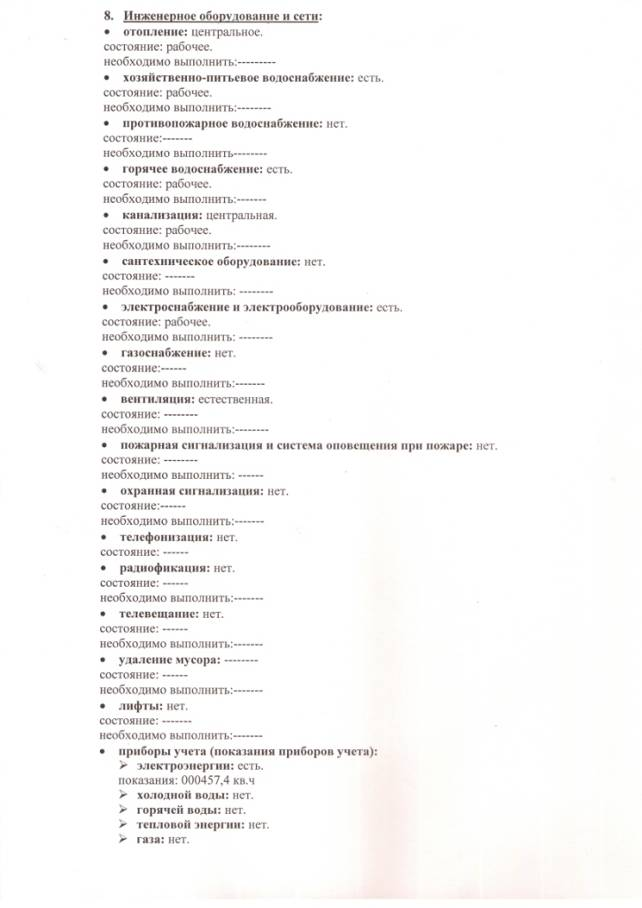 8. Инженерное оборудование и сети:
• отопление: центральное.
состояние: рабочее.
необходимо выполнить:---------
• хозяйственно-питьевое водоснабжение: есть.
состояние: рабочее.
необходимо выполнить:--------
• противопожарное водоснабжение: нет.
состояние:-------
необходимо выполнить--------
• горячее водоснабжение: есть.
состояние: рабочее.
необходимо выполнить:-------
• канализация: центральная.
состояние: рабочее.
необходимо выполнить:--------
• сантехническое оборудование: нет.
состояние: -------
необходимо выполнить: --------
• электроснабжение и электрооборудование: есть.
состояние: рабочее.
необходимо выполнить: --------
• газоснабжение: нет.
состояние:------
необходимо выполнить:-------
• вентиляция: естественная.
состояние: --------
необходимо выполнить:--------
• пожарная сигнализация и система оповещения при пожаре: нет.
состояние: --------
необходимо выполнить: ------
• охранная сигнализация: нет.
состояние:------
необходимо выполнить:-------
• телефонизация: нет.
состояние: ------
• радиофикация: нет.
состояние: ------
необходимо выполнить:-------
• телевещание: нет.
состояние: ------
необходимо выполнить:-------
• удаление мусора: --------
состояние: ------
необходимо выполнить:-------
• лифты: нет.
состояние: -------
необходимо выполнить:-------
• приборы учета (показания приборов учета):
➢ электроэнергии: есть.
показания: 000457,4 кв.ч
➢ холодной воды: нет.
➢ горячей воды: нет.
➢ тепловой энергии: нет.
➢ газа: нет.